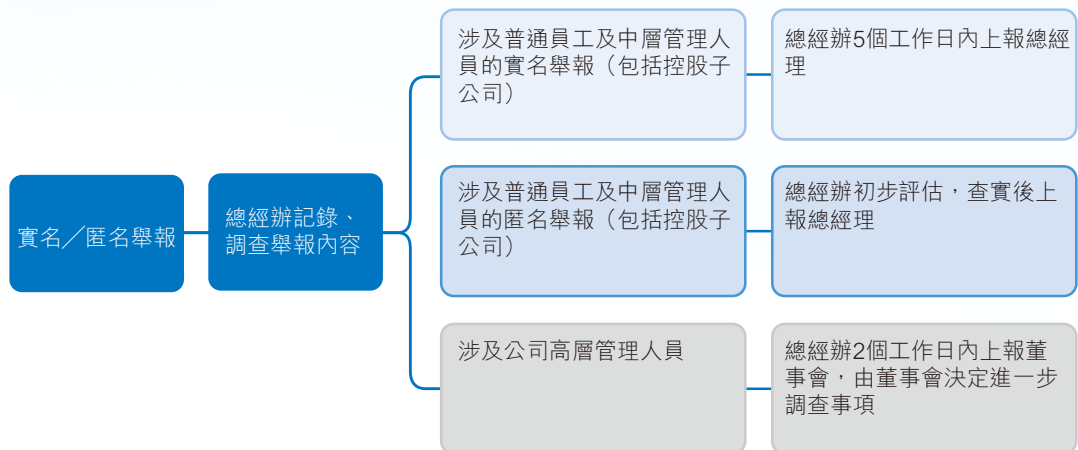 實名／匿名舉報
總經辦記錄、
調查舉報內容
涉及普通員工及中層管理人
員的實名舉報（包括控股子
公司）
總經辦5個工作日內上報總經
理
涉及普通員工及中層管理人
員的匿名舉報（包括控股子
公司）
總經辦初步評估，查實後上
報總經理
涉及公司高層管理人員
總經辦2個工作日內上報董
事會，由董事會決定進一步
調查事項